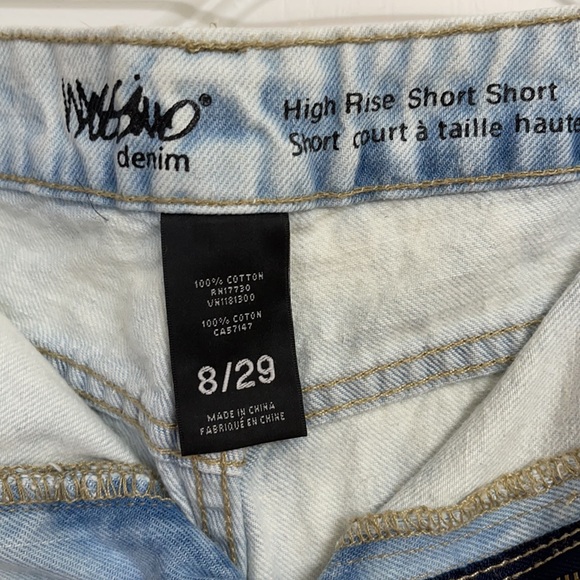 Mossimo®
denim
High Rise Short Short
Short court à taille haute
100% COTTON
RN17730
VN1181300
100% COTON
CA57147
8/29
MADE IN CHINA
FABRIQUÉ EN CHINE